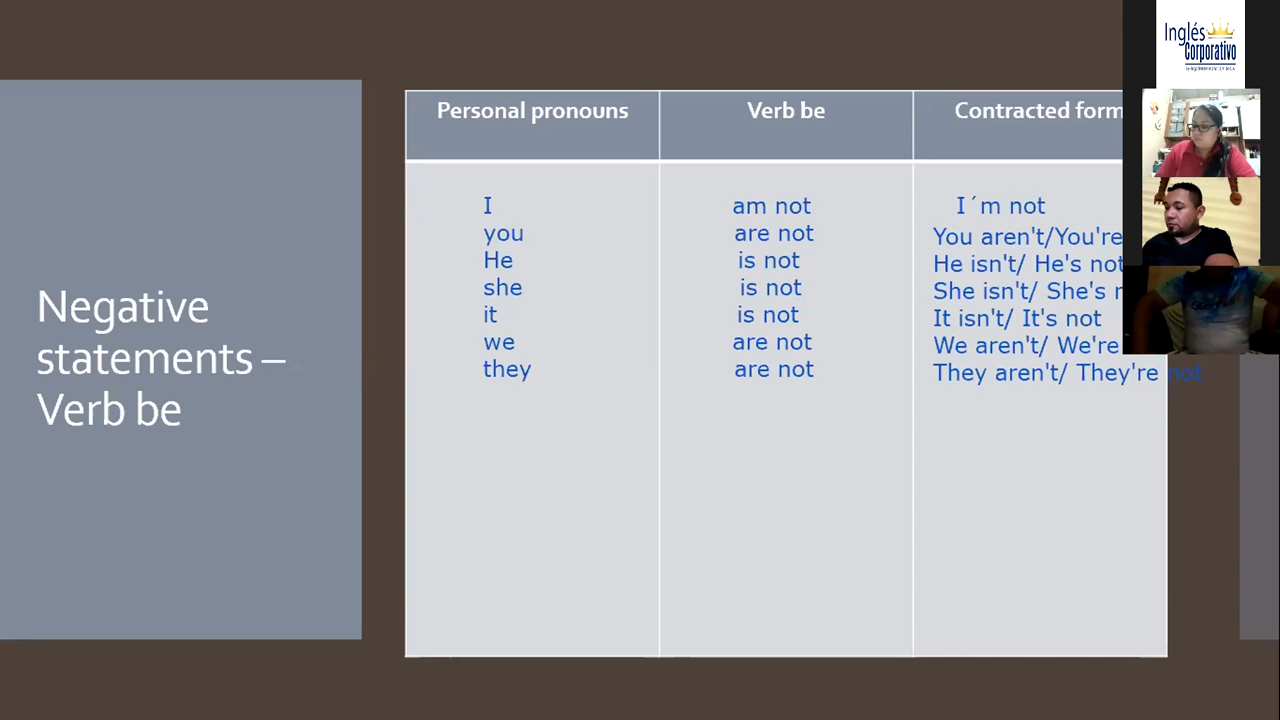 Inglés
Corporativo
Personal pronouns Verb be Contracted form
I am not I´m not
you are not You aren't/You're
He is not He isn't/ He's not
she is not She isn't/ She's
it is not It isn't/ It's not
we are not We aren't/ We're
they are not They aren't/ They're not
Negative
statements –
Verb be